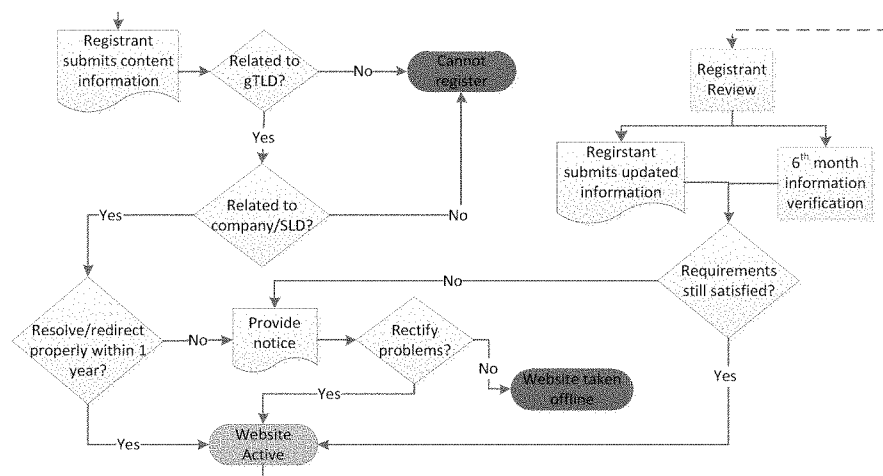 Registrant
submits content
information
Related to
gTLD?
No
Cannot
register
Yes
Related to
company/SLD?
Yes
No
Registrant
Review
Regirstant
submits updated
information
6th month
information
verification
Requirements
still satisfied?
No
Yes
Resolve/redirect
properly within 1
year?
No
Provide
notice
Rectify
problems?
No
Website taken
offline
Yes
Yes
Website
Active